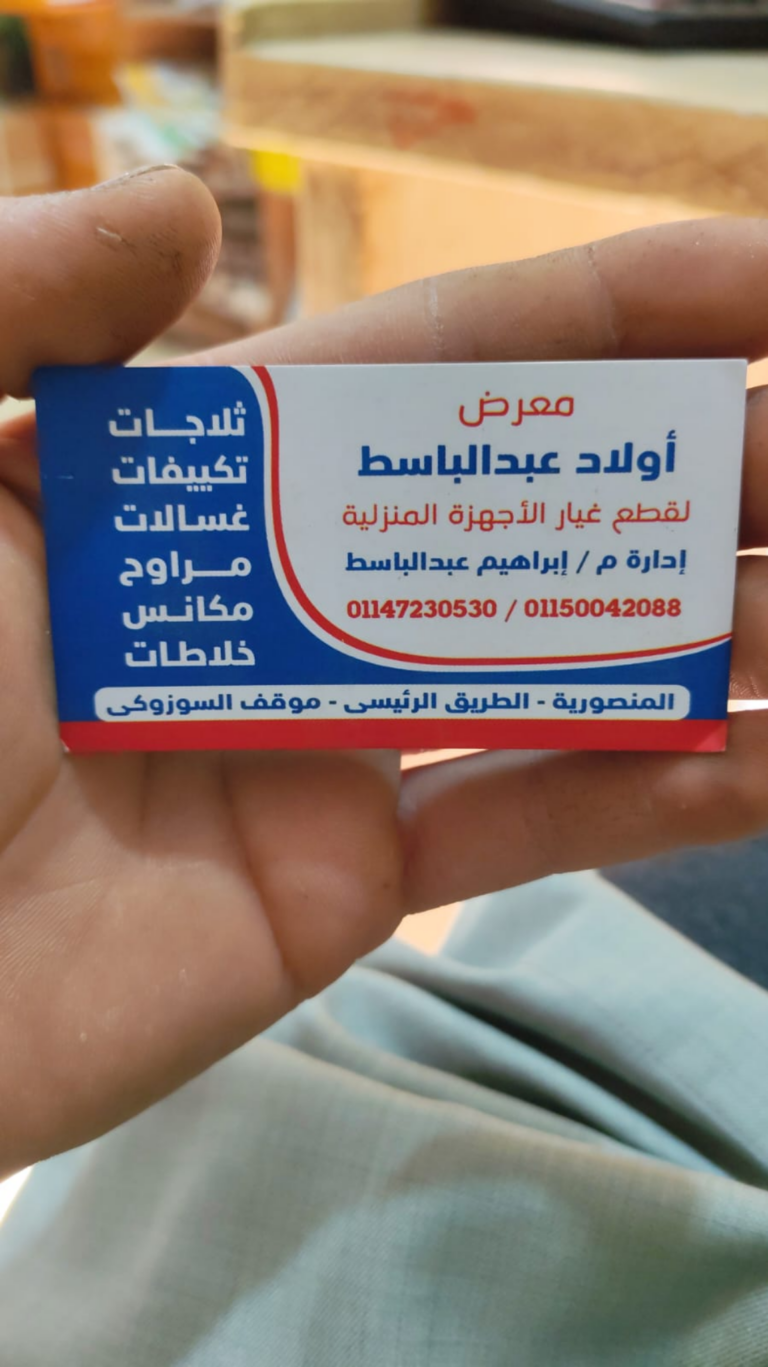 معرض
أولاد عبدالباسط
لقطع غيار الأجهزة المنزلية
إدارة م / إبراهيم عبدالباسط
01147230530 / 01150042088
ثلاجات
تكييفات
غسالات
مراوح
مكانس
خلاطات
المنصورية - الطريق الرئيسى - موقف السوزوكى